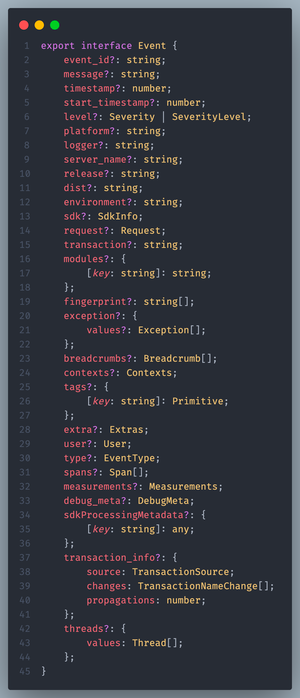 1 export interface Event {
2 event_id?: string;
3 message?: string;
4 timestamp?: number;
5 start_timestamp?: number;
6 level?: Severity | SeverityLevel;
7 platform?: string;
8 logger?: string;
9 server_name?: string;
10 release?: string;
11 dist?: string;
12 environment?: string;
13 sdk?: SdkInfo;
14 request?: Request;
15 transaction?: string;
16 modules?: {
17 [key: string]: string;
18 };
19 fingerprint?: string[];
20 exception?: {
21 values?: Exception[];
22 };
23 breadcrumbs?: Breadcrumb[];
24 contexts?: Contexts;
25 tags?: {
26 [key: string]: Primitive;
27 };
28 extra?: Extras;
29 user?: User;
30 type?: EventType;
31 spans?: Span[];
32 measurements?: Measurements;
33 debug_meta?: DebugMeta;
34 sdkProcessingMetadata?: {
35 [key: string]: any;
36 };
37 transaction_info?: {
38 source: TransactionSource;
39 changes: TransactionNameChange[];
40 propagations: number;
41 };
42 threads?: {
43 values: Thread[];
44 };
45 }